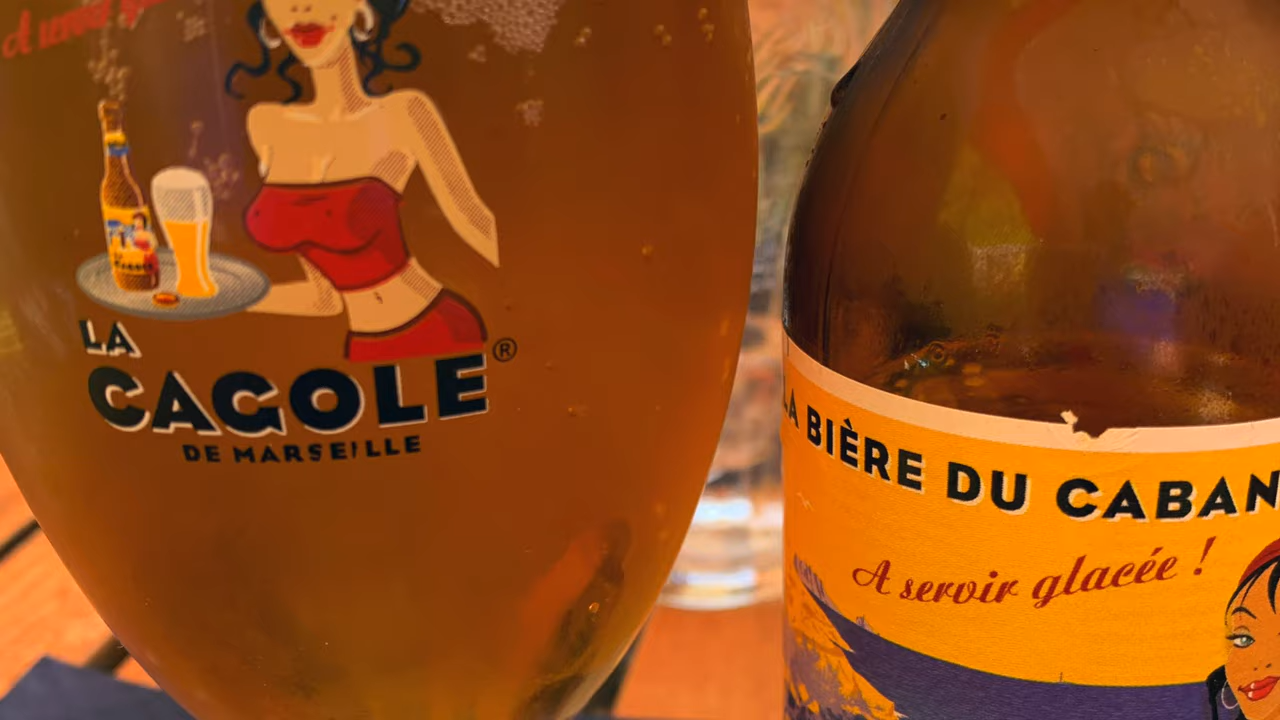 LA
CAGOLE®
DE MARSEILLE
LA BIÈRE DU CABAN
A servir glacée !